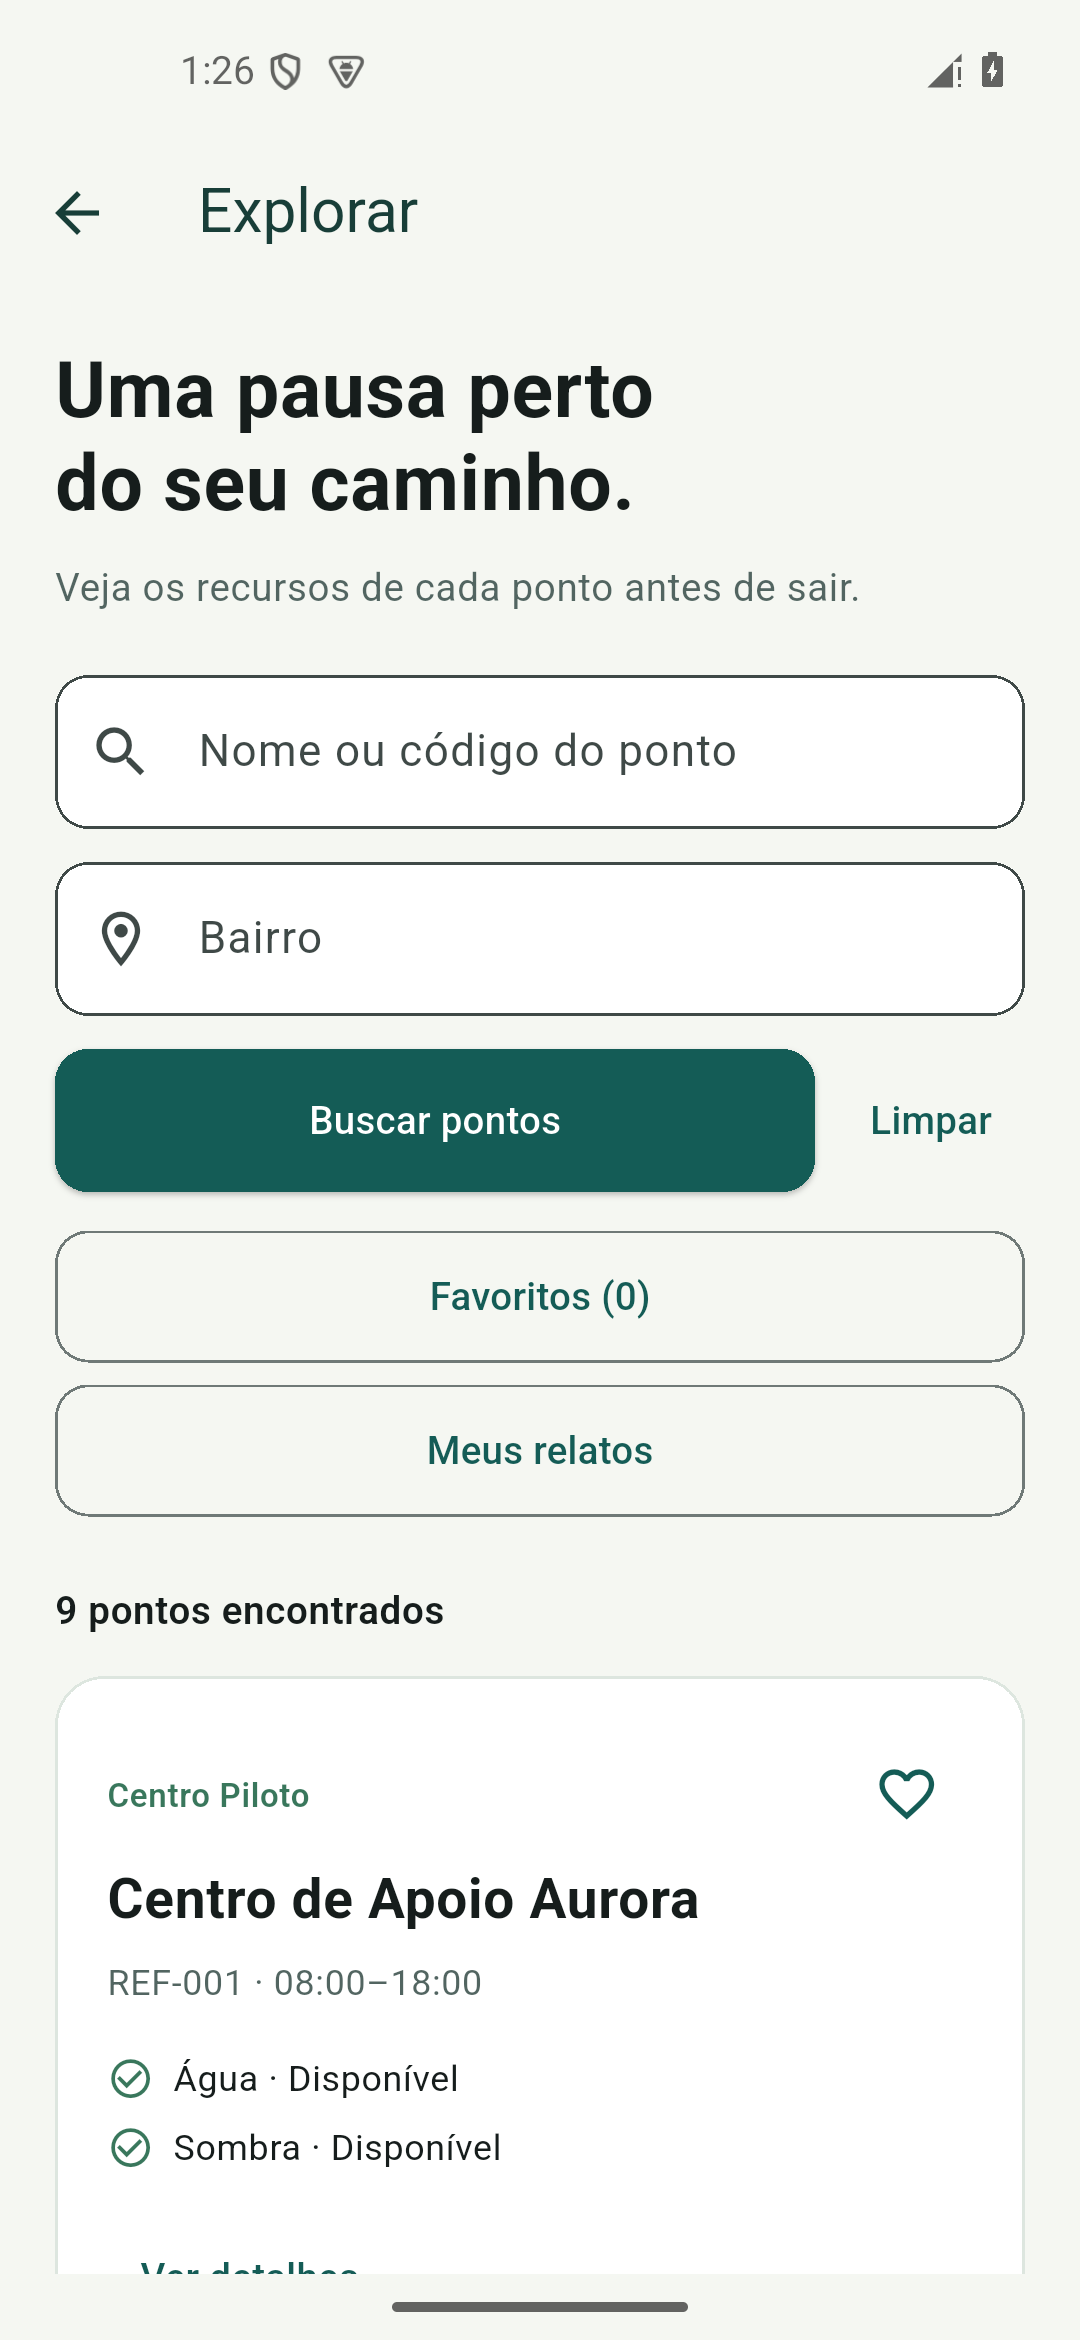 1:26
Explorar
Uma pausa perto
do seu caminho.
Veja os recursos de cada ponto antes de sair.
Nome ou código do ponto
Bairro
Buscar pontos
Limpar
Favoritos (0)
Meus relatos
9 pontos encontrados
Centro Piloto
Centro de Apoio Aurora
REF-001 · 08:00–18:00
Água · Disponível
Sombra · Disponível
Ver detalhes